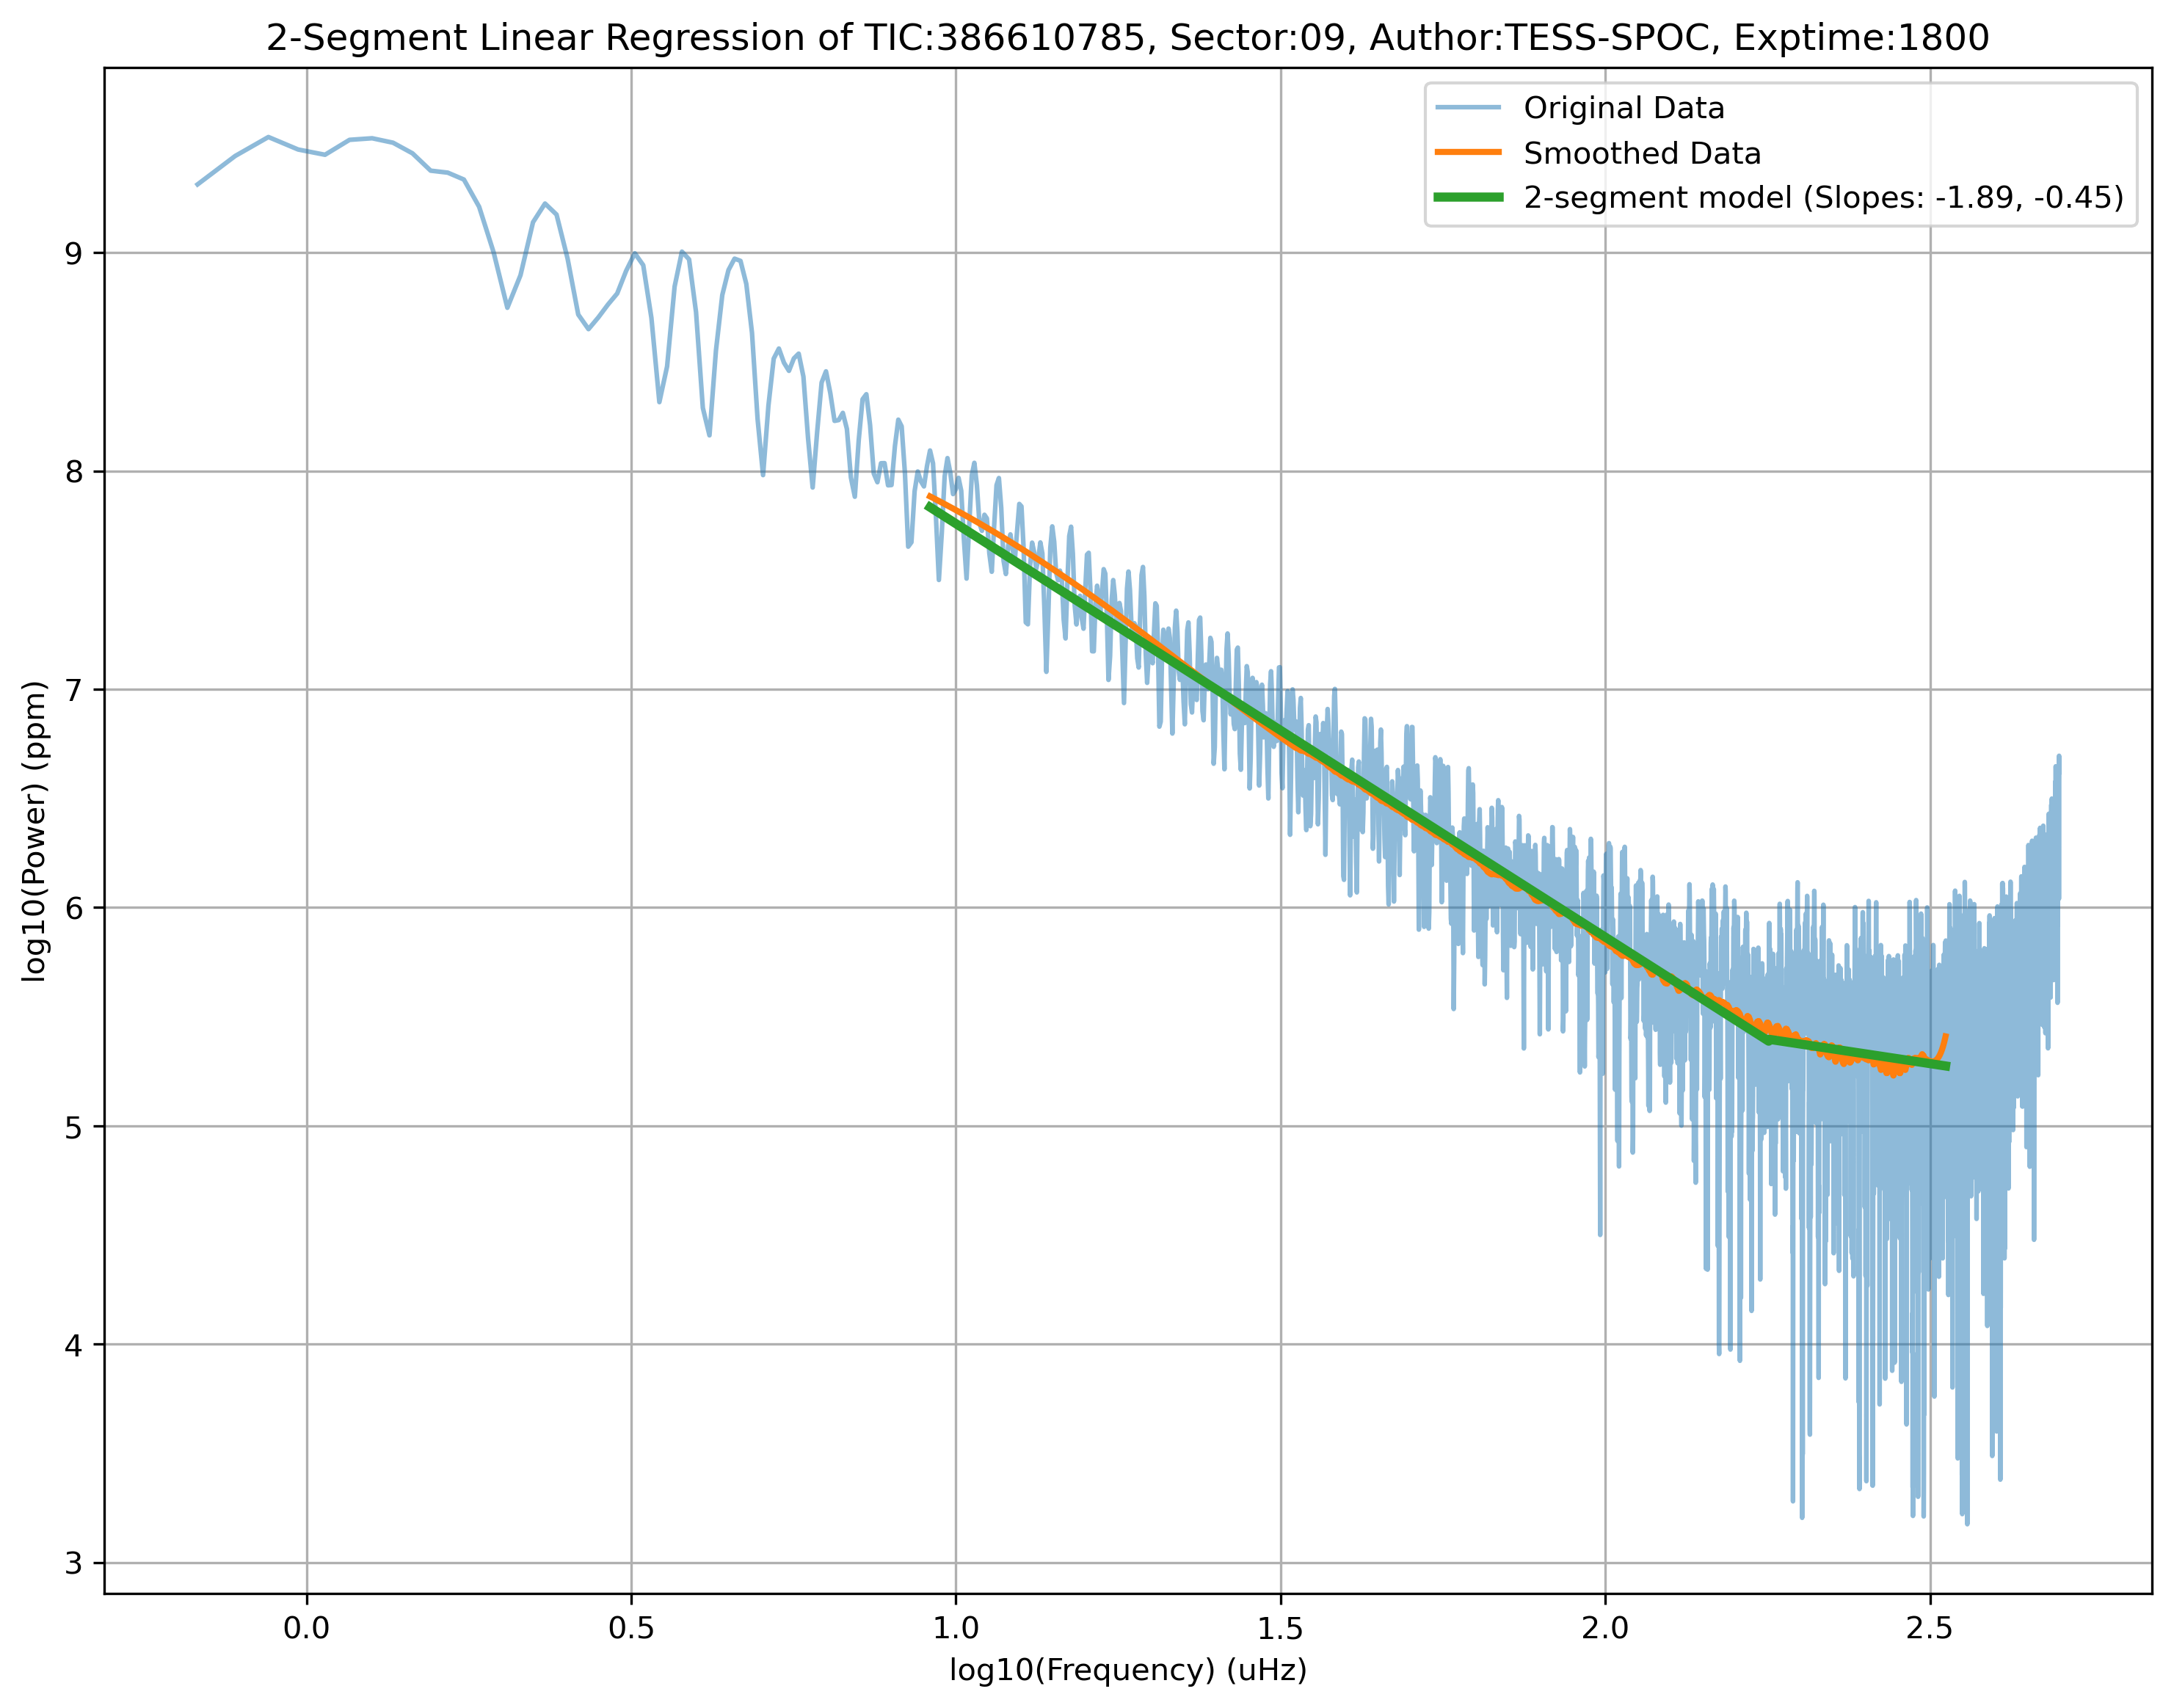 2-Segment Linear Regression of TIC:386610785, Sector:09, Author:TESS-SPOC, Exptime:1800
Original Data
Smoothed Data
2-segment model (Slopes: -1.89, -0.45)
log10(Power) (ppm)
9
8
7
6
5
4
3
0.0 0.5 1.0 1.5 2.0 2.5
log10(Frequency) (uHz)